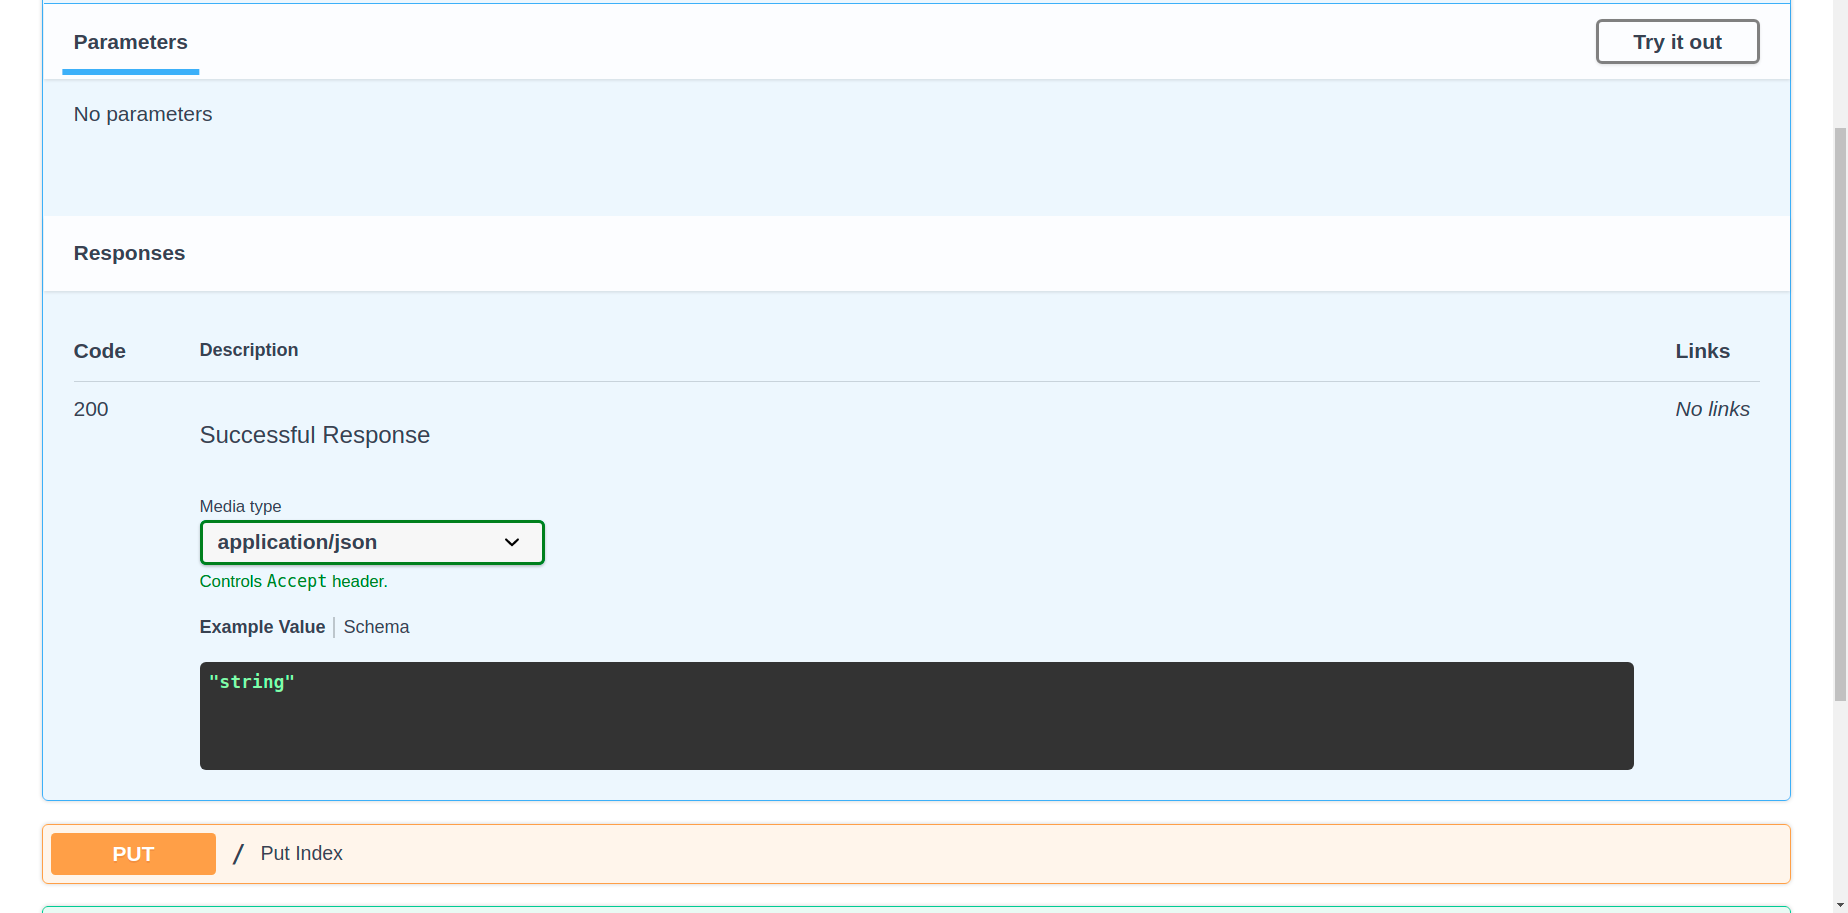 Parameters
Try it out
No parameters
Responses
Code Description Links
200 No links
Successful Response
Media type
application/json
Controls Accept header.
Example Value Schema
"string"
PUT / Put Index